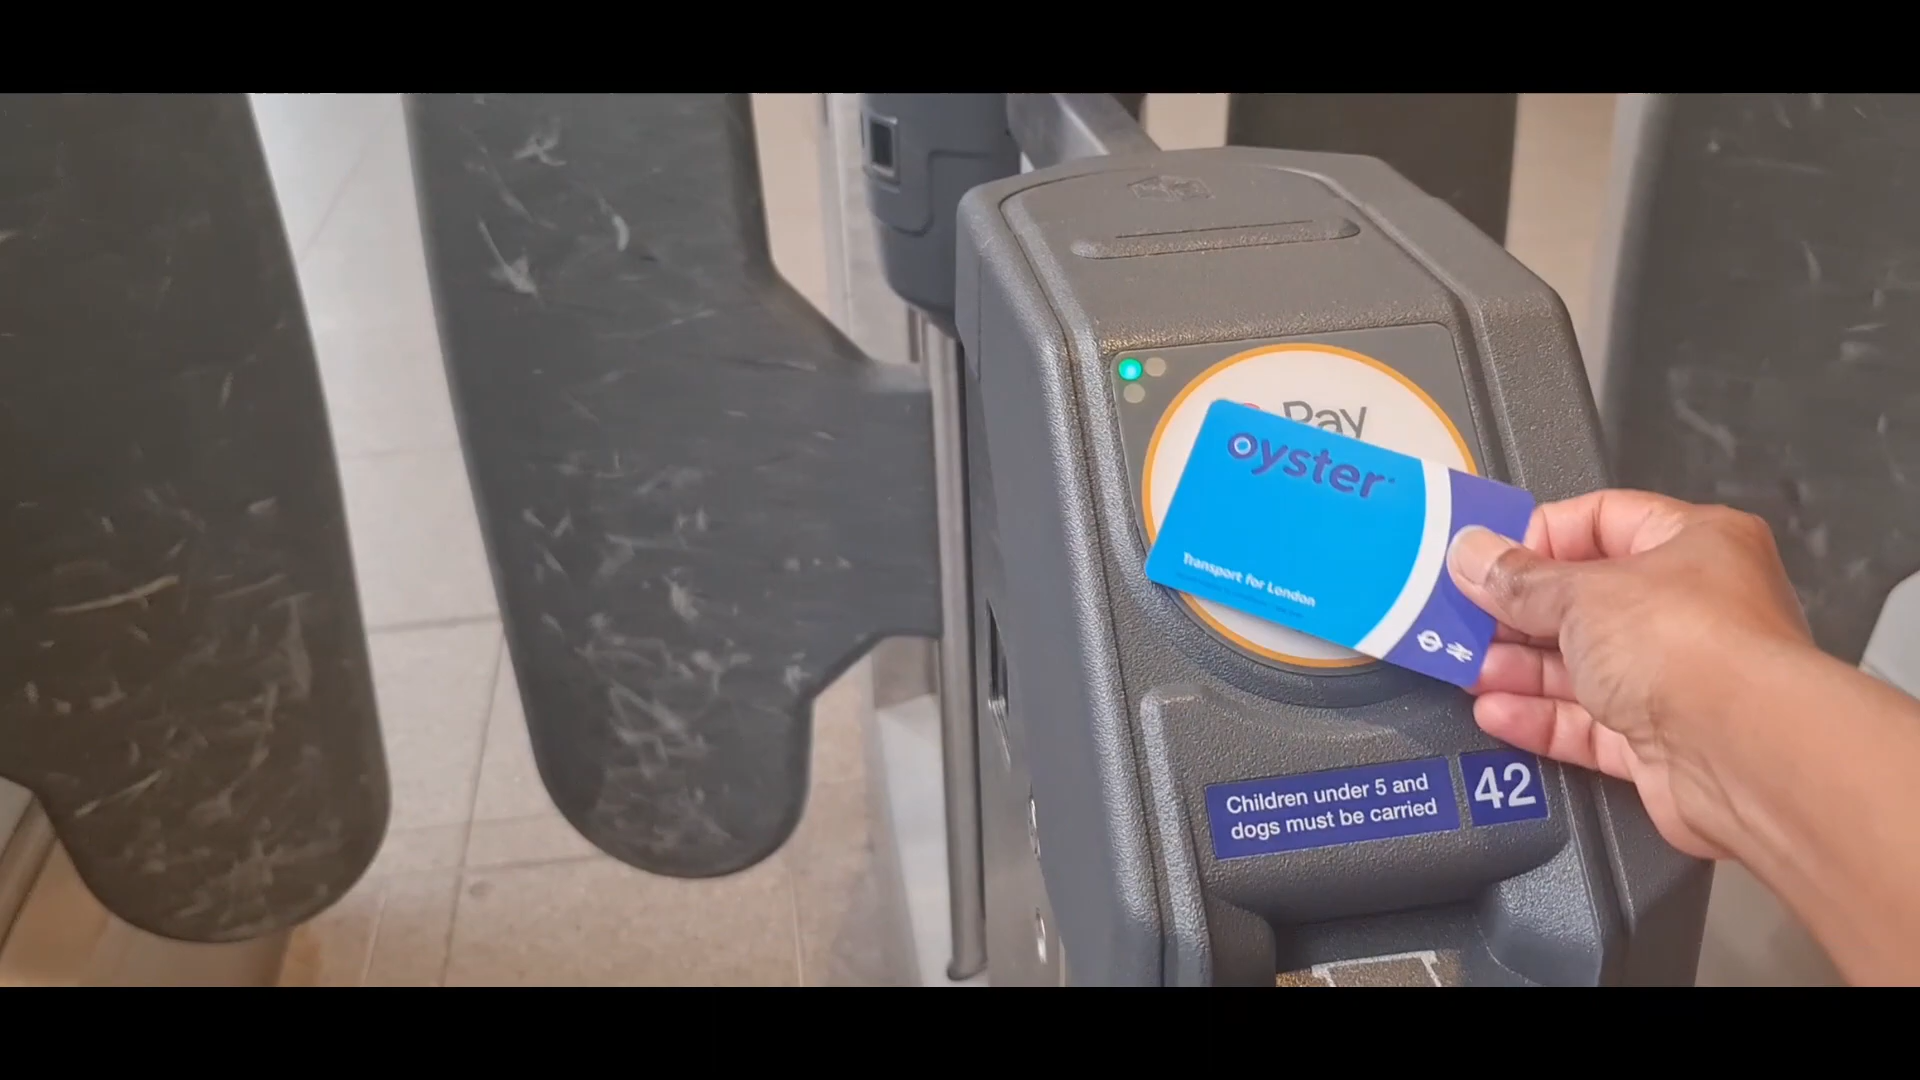 Pay
oyster
Transport for London
Children under 5 and
dogs must be carried
42